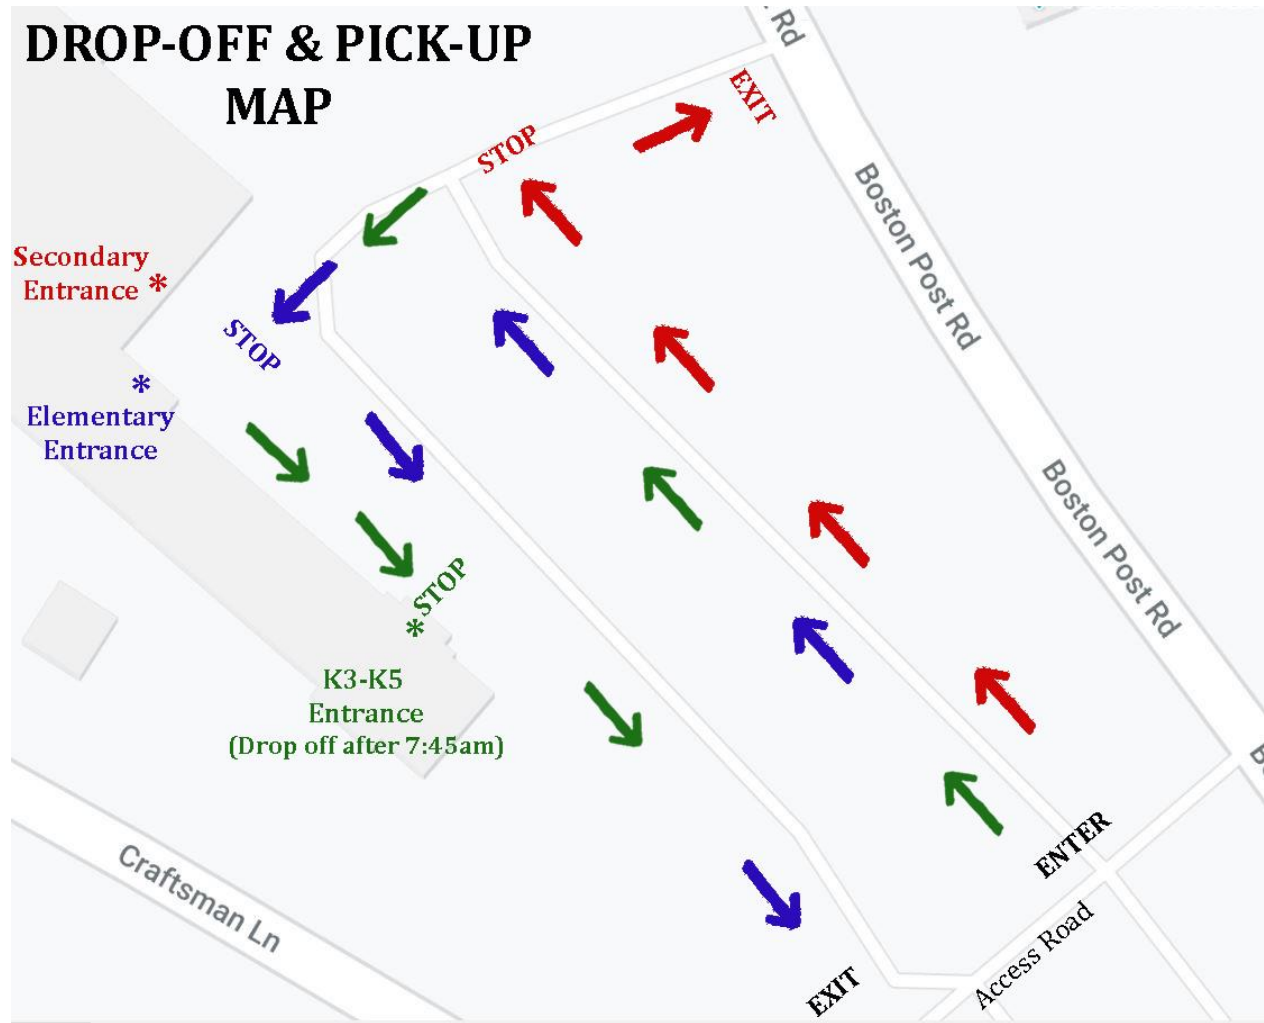 DROP-OFF & PICK-UP
MAP
Rd
EXIT
STOP
Boston Post Rd
Secondary
Entrance *
STOP
*
Elementary
Entrance
Boston Post Rd
STOP
*
K3-K5
Entrance
(Drop off after 7:45am)
ENTER
Craftsman Ln
Access Road
EXIT